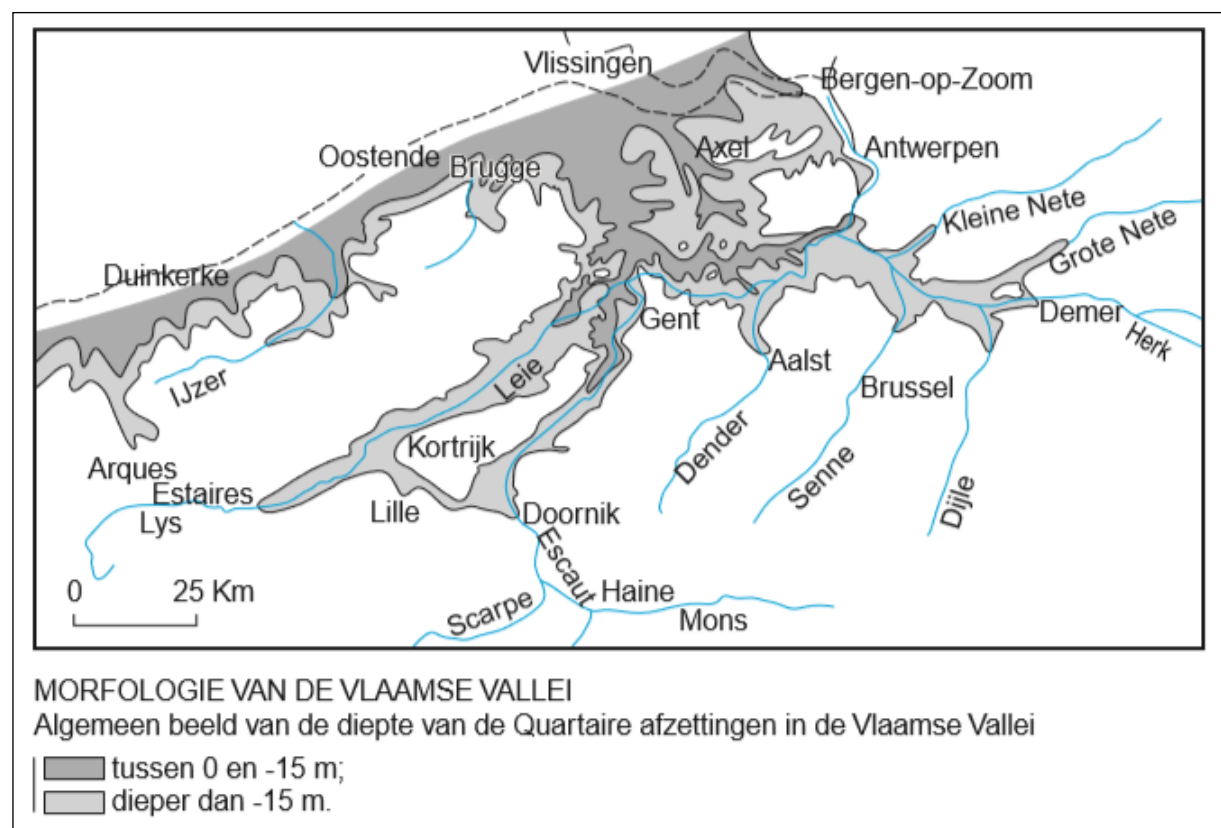 Vlissingen
Bergen-op-Zoom
Oostende
Brugge
Axel
Antwerpen
Kleine Nete
Grote Nete
Duinkerke
Gent
Demer
Herk
IJzer
Leie
Aalst
Brussel
Kortrijk
Dender
Senne
Dijle
Arques
Estaires
Lys
Lille
Doornik
Escaut
Haine
Scarpe
Mons
0 25 Km
MORFOLOGIE VAN DE VLAAMSE VALLEI
Algemeen beeld van de diepte van de Quartaire afzettingen in de Vlaamse Vallei
tussen 0 en -15 m;
dieper dan -15 m.